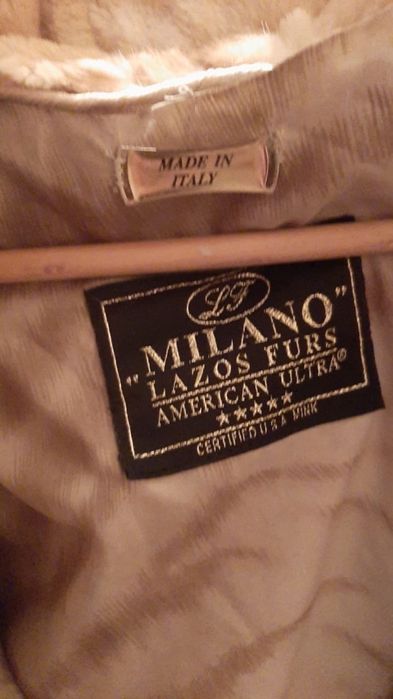 MADE IN
ITALY
LF
"MILANO"
"LAZOS FURS
AMERICAN ULTRA®
★★★★★
CERTIFIED U S A MINK